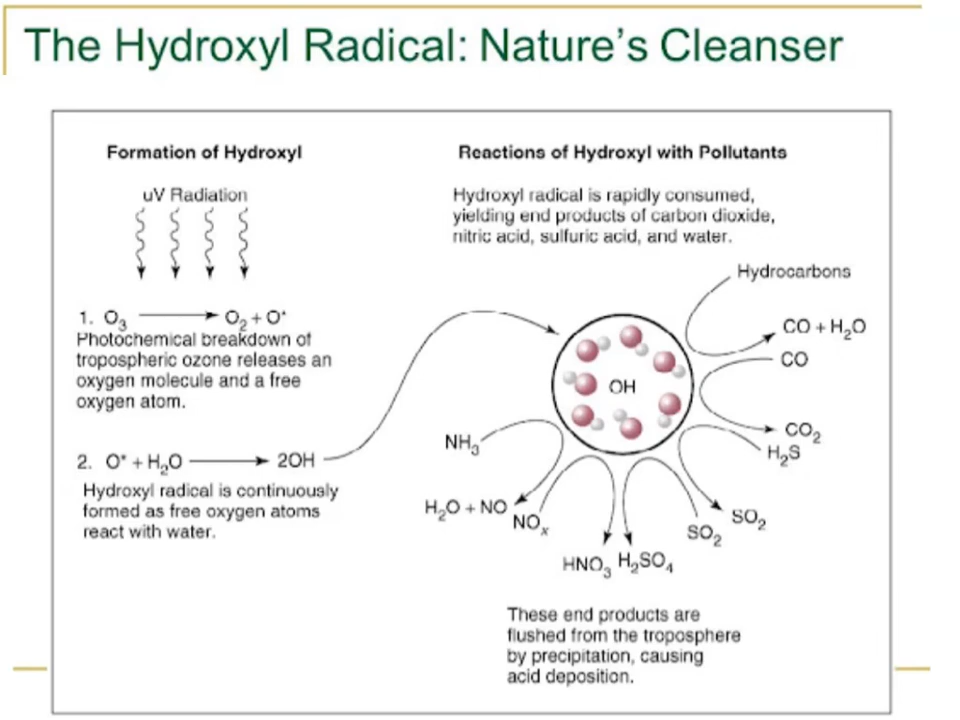 The Hydroxyl Radical: Nature's Cleanser
Formation of Hydroxyl
uV Radiation
1. O₃ → O₂ + O*
Photochemical breakdown of
tropospheric ozone releases an
oxygen molecule and a free
oxygen atom.
2. O* + H₂O → 2OH
Hydroxyl radical is continuously
formed as free oxygen atoms
react with water.
Reactions of Hydroxyl with Pollutants
Hydroxyl radical is rapidly consumed,
yielding end products of carbon dioxide,
nitric acid, sulfuric acid, and water.
Hydrocarbons
CO + H₂O
CO
OH
CO₂
H₂S
SO₂
SO₂
H₂SO₄
HNO₃
NOₓ
H₂O + NO
NH₃
These end products are
flushed from the troposphere
by precipitation, causing
acid deposition.